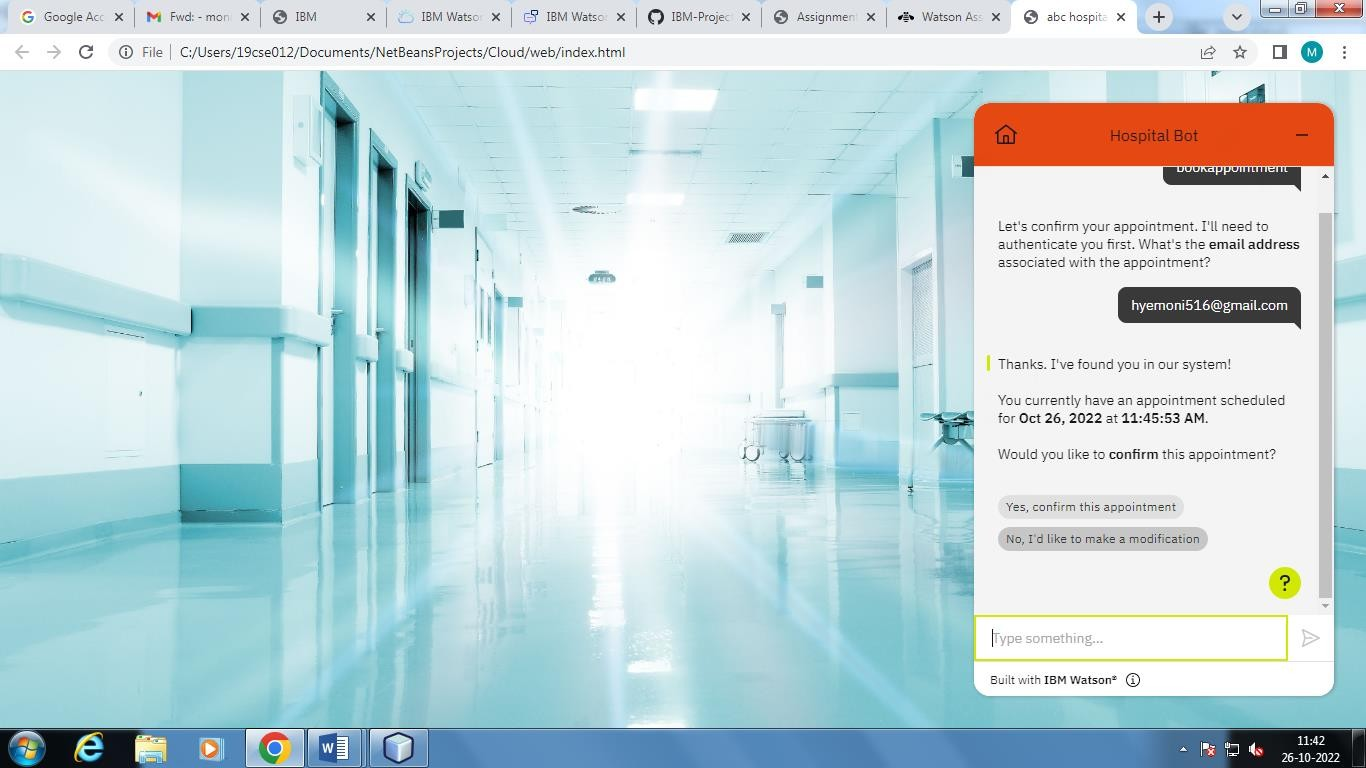 Google Acc
Fwd: - moni
IBM
IBM Watson
IBM Watson
IBM-Project
Assignment
Watson Ass
abc hospita
File C:/Users/19cse012/Documents/NetBeansProjects/Cloud/web/index.html
M
Hospital Bot
bookappointment
Let's confirm your appointment. I'll need to
authenticate you first. What's the email address
associated with the appointment?
hyemoni516@gmail.com
Thanks. I've found you in our system!
You currently have an appointment scheduled
for Oct 26, 2022 at 11:45:53 AM.
Would you like to confirm this appointment?
Yes, confirm this appointment
No, I'd like to make a modification
?
Type something...
Built with IBM Watson®
11:42
26-10-2022